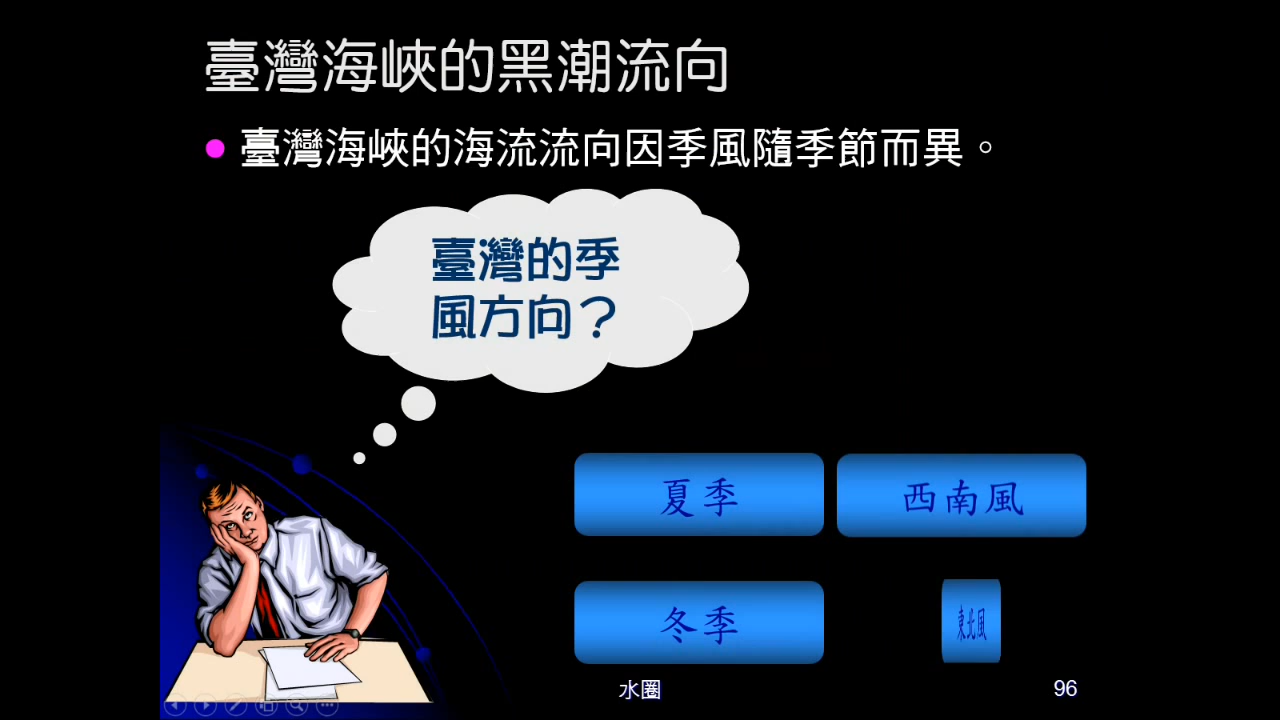 臺灣海峽的黑潮流向
臺灣海峽的海流流向因季風隨季節而異。
臺灣的季
風方向？
夏季
西南風
冬季
東北風
水圈
96